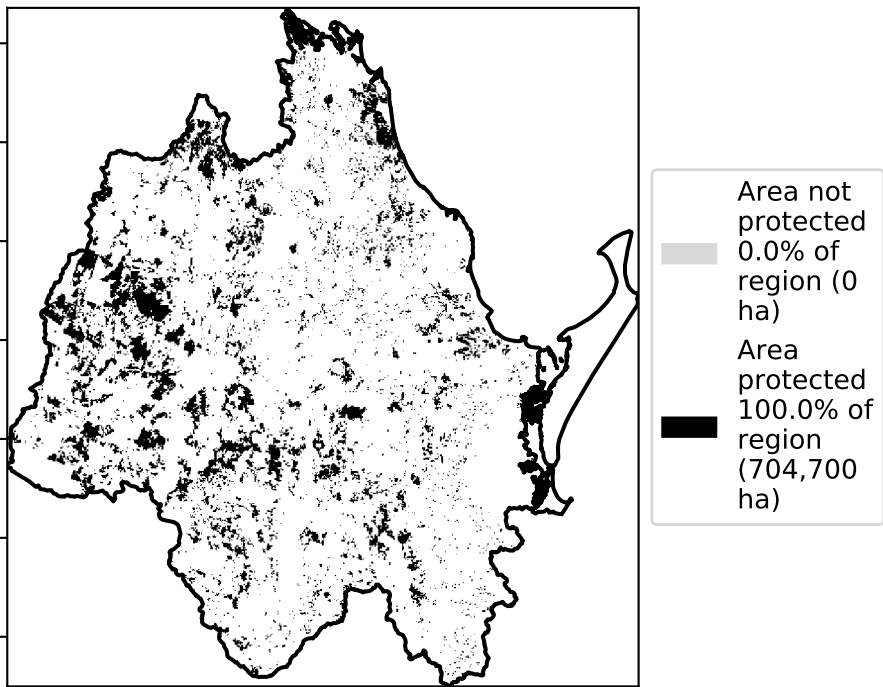 Area not
protected
0.0% of
region (0
ha)
Area
protected
100.0% of
region
(704,700
ha)